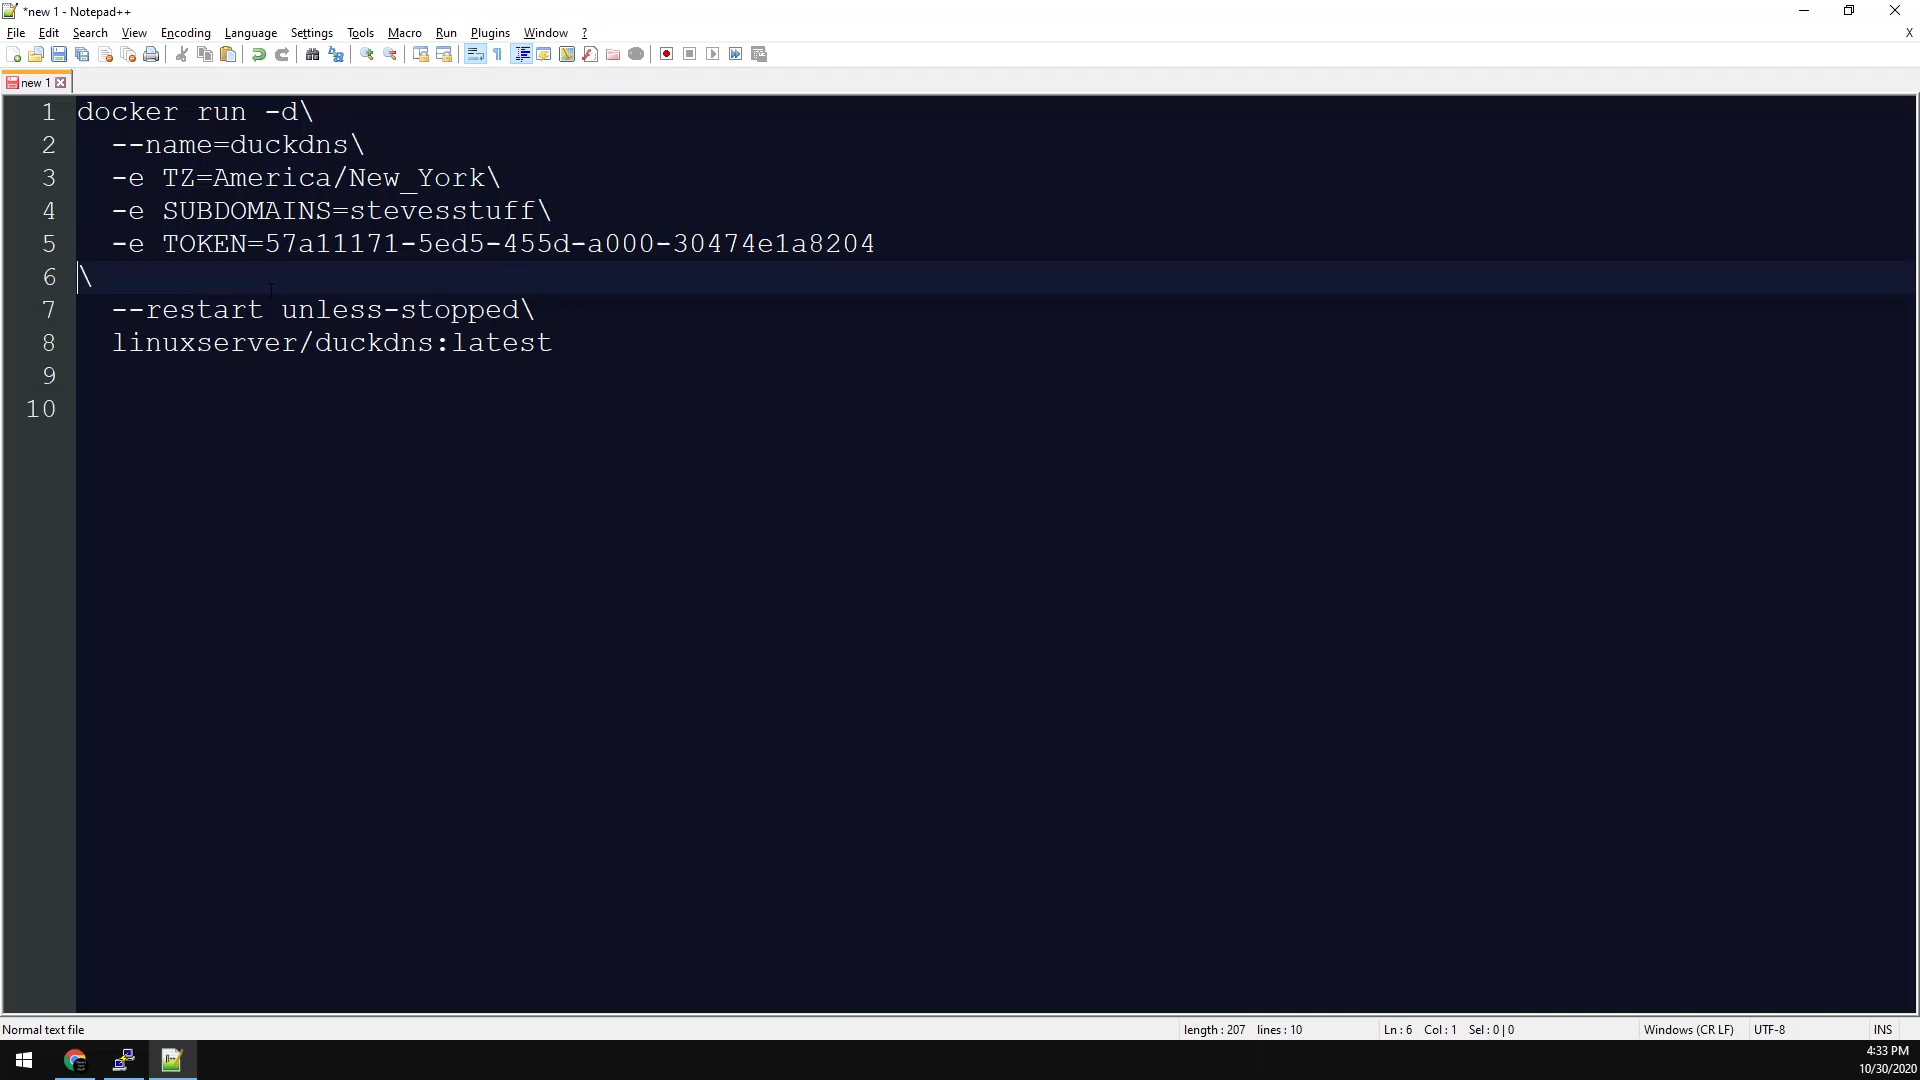 *new 1 - Notepad++
File Edit Search View Encoding Language Settings Tools Macro Run Plugins Window ? X
new 1
1 docker run -d\
2 --name=duckdns\
3 -e TZ=America/New_York\
4 -e SUBDOMAINS=stevesstuff\
5 -e TOKEN=57a11171-5ed5-455d-a000-30474e1a8204
6 \
7 --restart unless-stopped\
8 linuxserver/duckdns:latest
9
10
Normal text file length : 207 lines : 10 Ln : 6 Col : 1 Sel : 0 | 0 Windows (CR LF) UTF-8 INS
4:33 PM
10/30/2020